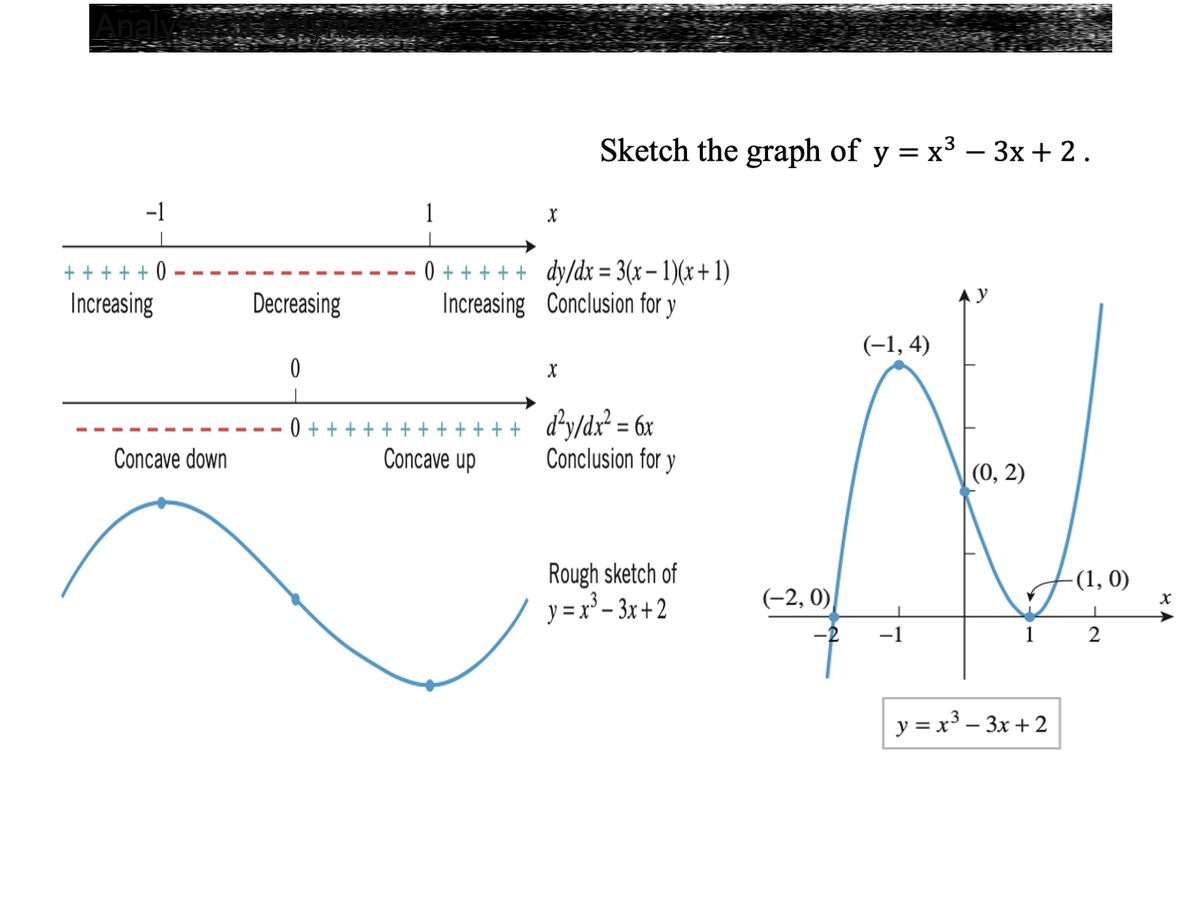 Sketch the graph of y = x³ − 3x + 2 .
−1 1 x
+ + + + + 0 − − − − − − − − − − − − − − 0 + + + + + dy/dx = 3(x − 1)(x + 1)
Increasing Decreasing Increasing Conclusion for y
0 x
− − − − − − − − − − − − 0 + + + + + + + + + + + + d²y/dx² = 6x
Concave down Concave up Conclusion for y
Rough sketch of
y = x³ − 3x + 2
y
(−1, 4)
(0, 2)
(−2, 0)
(1, 0)
x
−2 −1 1 2
y = x³ − 3x + 2